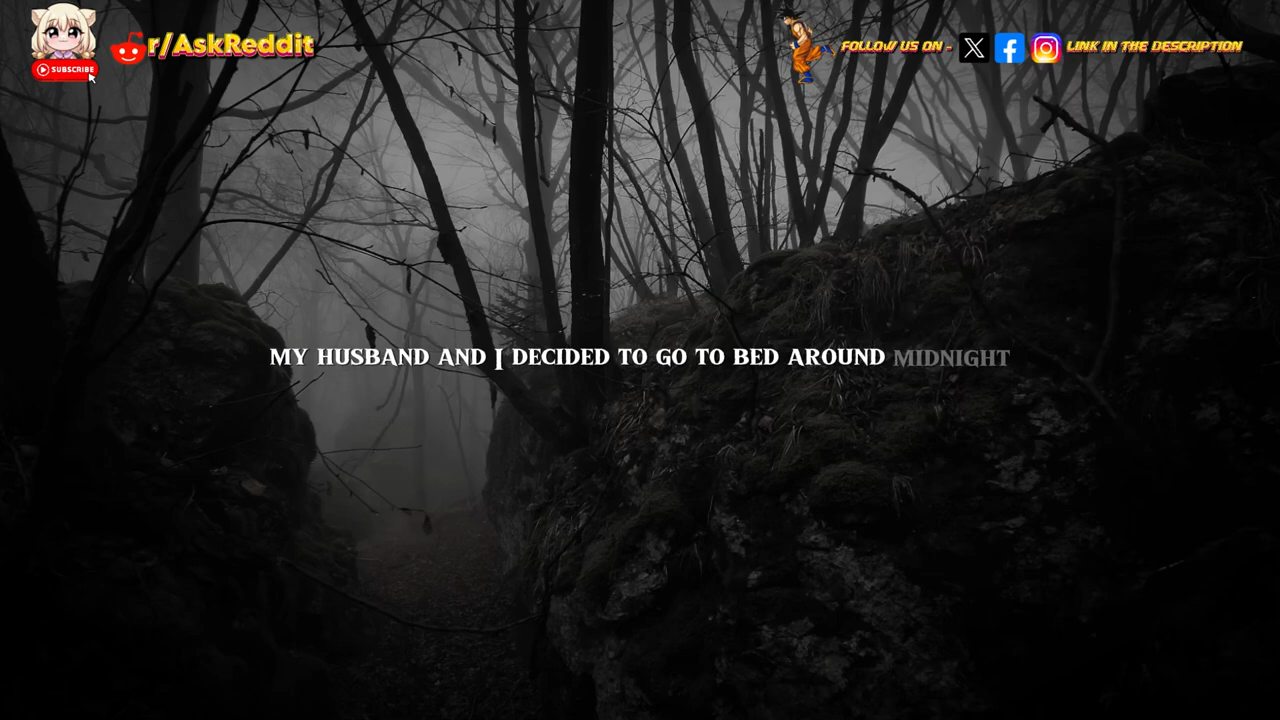 r/AskReddit
SUBSCRIBE
FOLLOW US ON -
LINK IN THE DESCRIPTION
MY HUSBAND AND I DECIDED TO GO TO BED AROUND MIDNIGHT